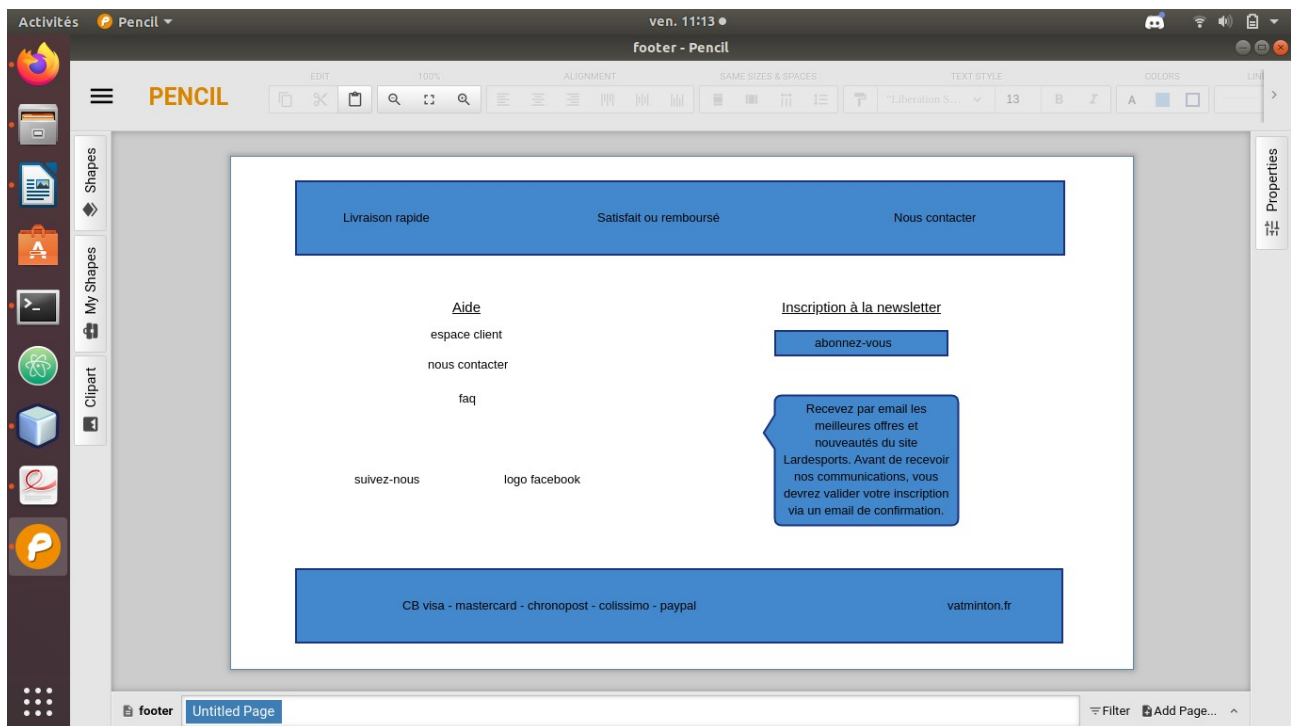 Activités Pencil ven. 11:13
footer - Pencil
EDIT 100% ALIGNMENT SAME SIZES & SPACES TEXT STYLE COLORS LIN
PENCIL "Liberation S... 13 B I A
Shapes
My Shapes
Clipart
Properties
Livraison rapide Satisfait ou remboursé Nous contacter
Aide
espace client
nous contacter
faq
suivez-nous logo facebook
Inscription à la newsletter
abonnez-vous
Recevez par email les
meilleures offres et
nouveautés du site
Lardesports. Avant de recevoir
nos communications, vous
devrez valider votre inscription
via un email de confirmation.
CB visa - mastercard - chronopost - colissimo - paypal vatminton.fr
footer Untitled Page Filter Add Page...